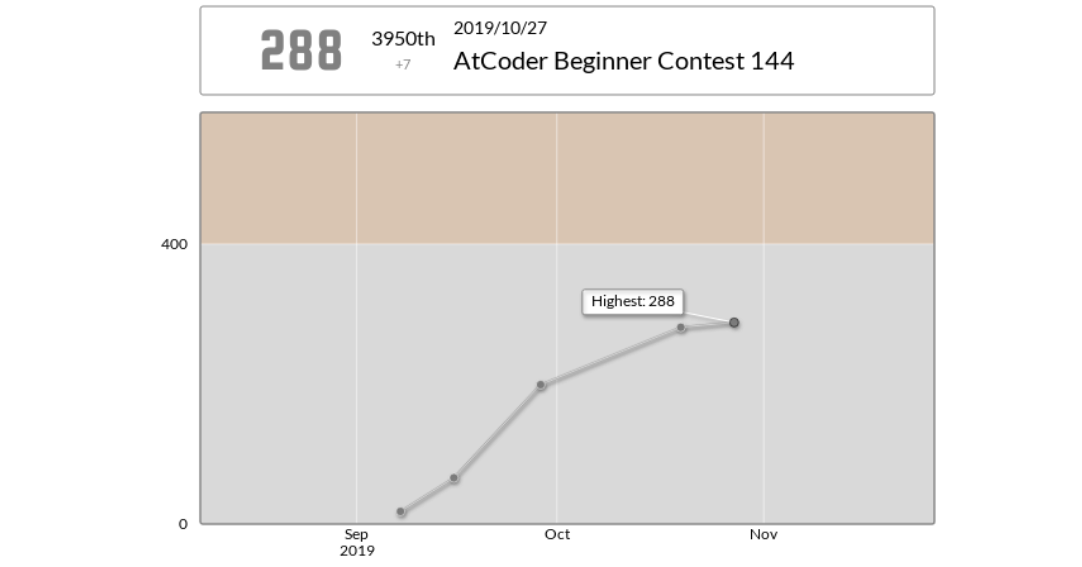 288
3950th
+7
2019/10/27
AtCoder Beginner Contest 144
400
Highest: 288
0
Sep
2019
Oct
Nov